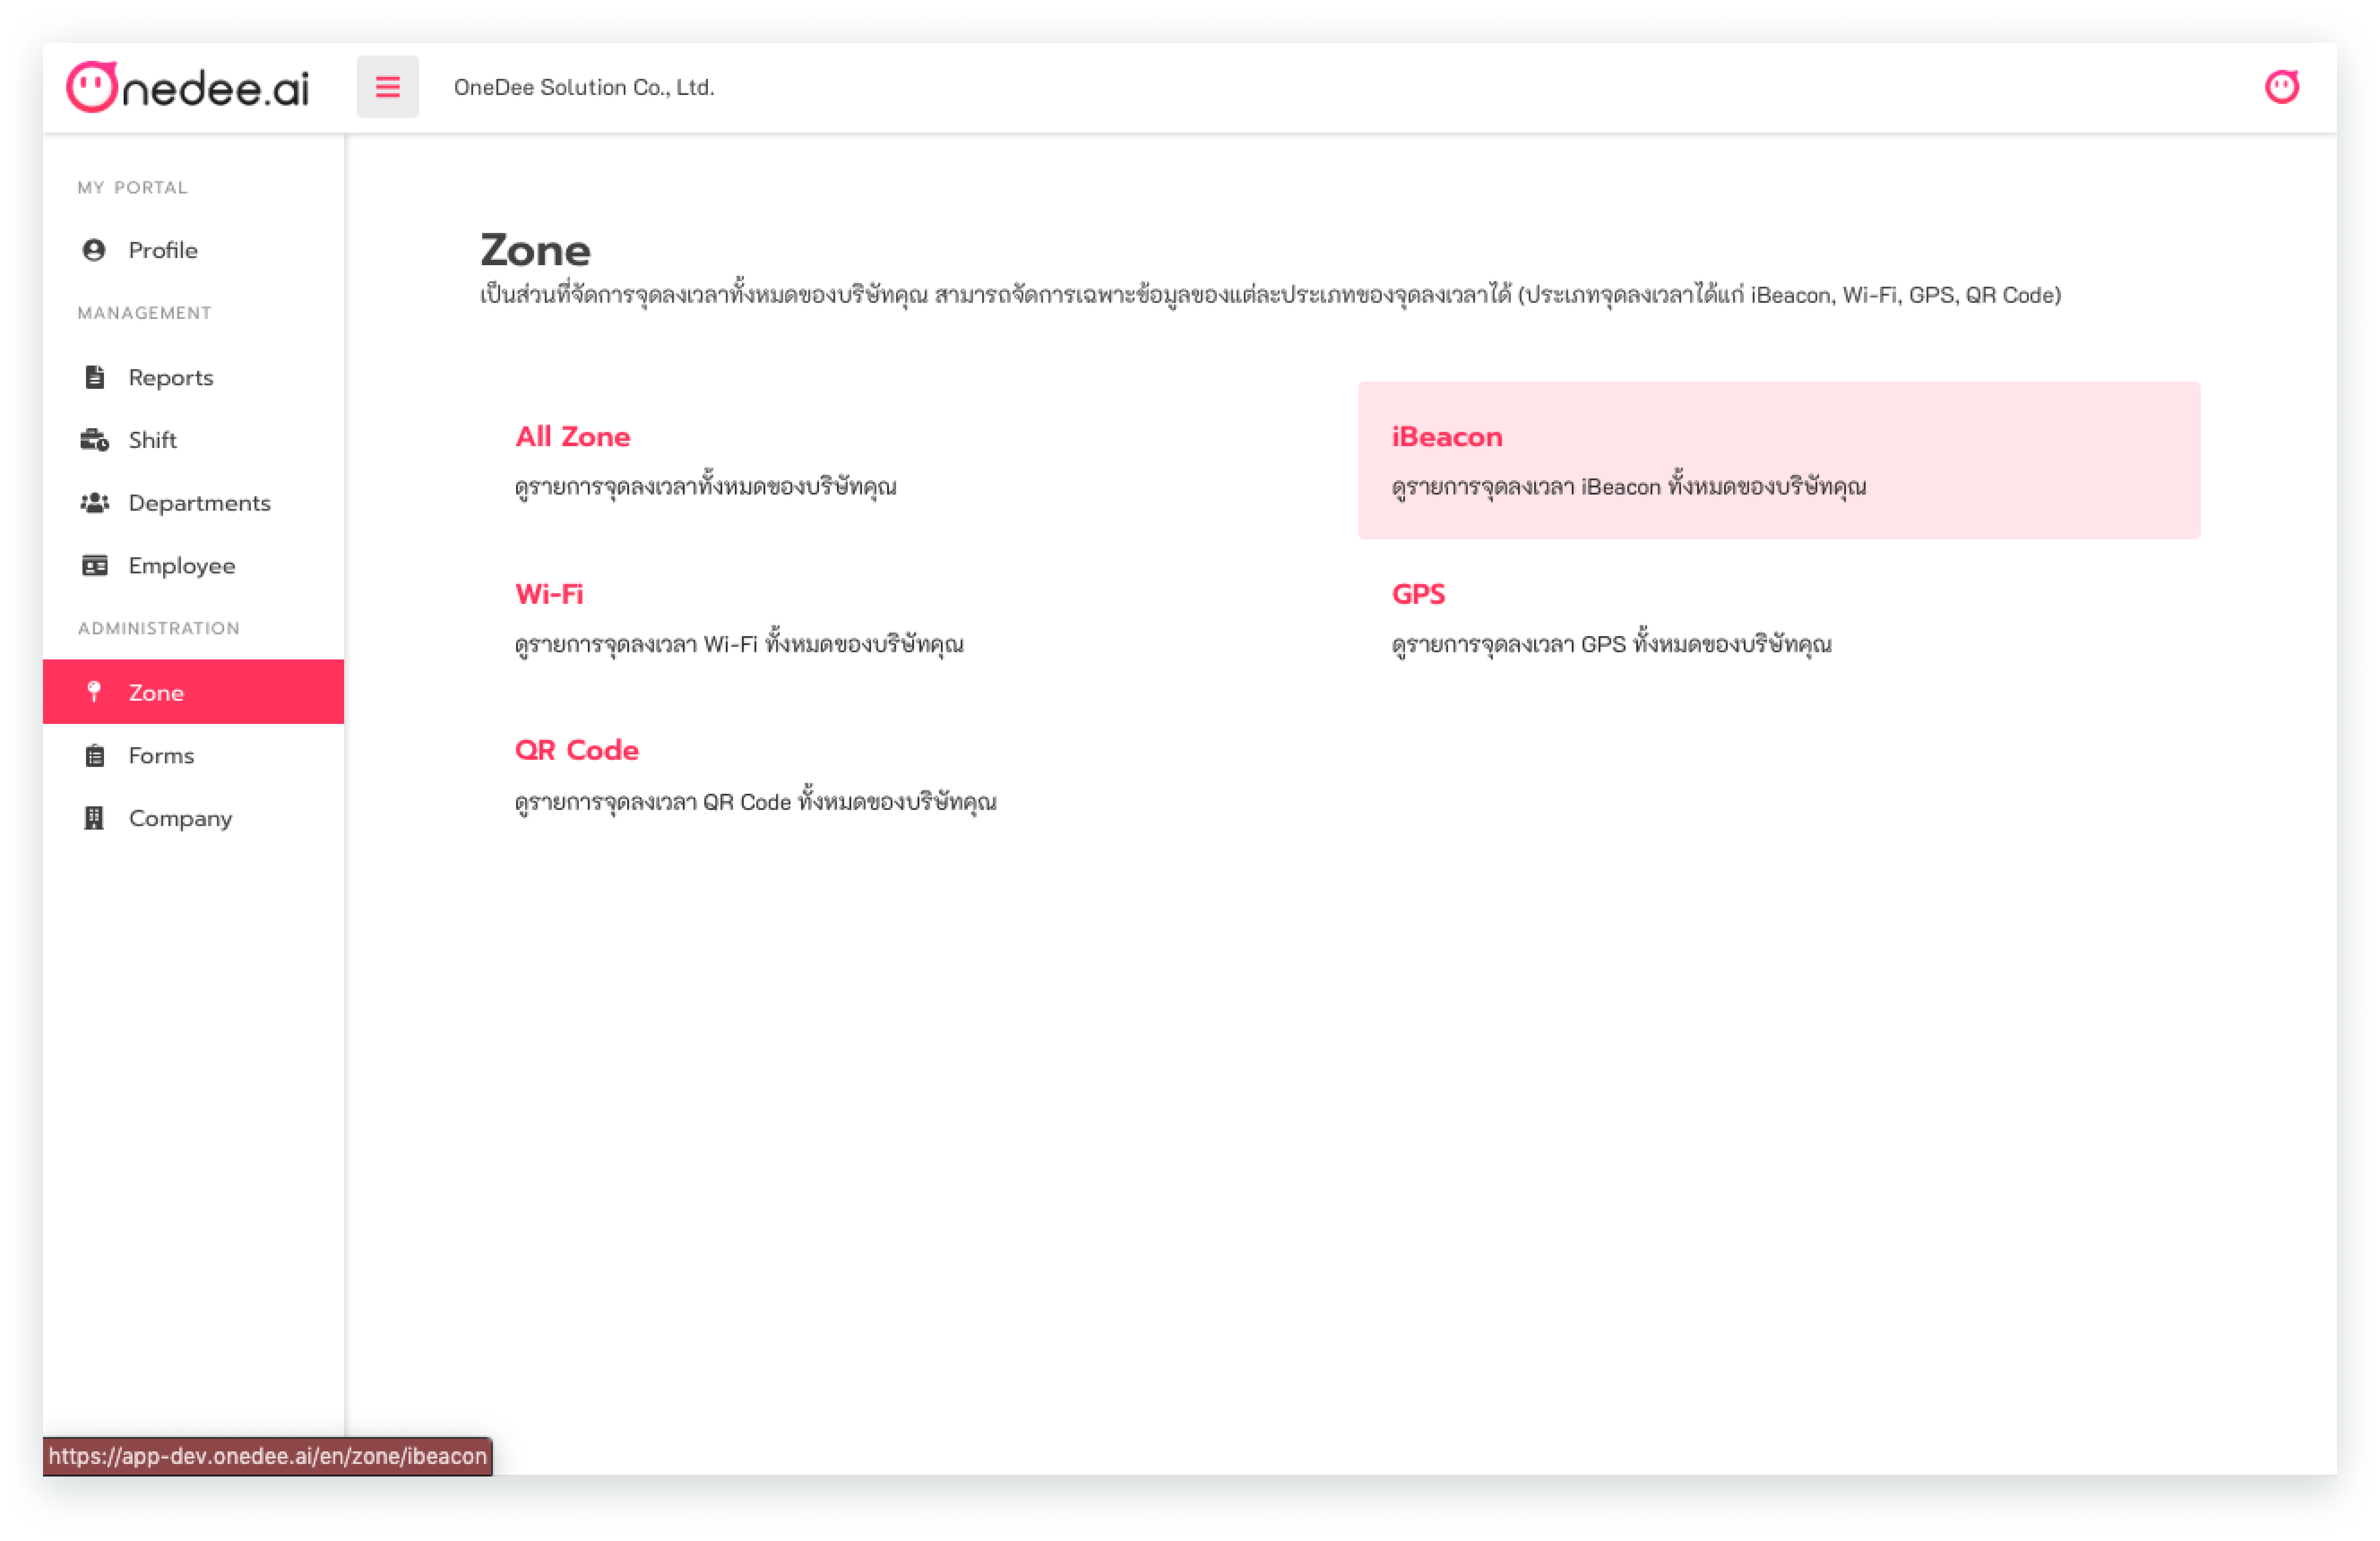 Onedee.ai
OneDee Solution Co., Ltd.
MY PORTAL
Profile
MANAGEMENT
Reports
Shift
Departments
Employee
ADMINISTRATION
Zone
Forms
Company
Zone
เป็นส่วนที่จัดการจุดลงเวลาทั้งหมดของบริษัทคุณ สามารถจัดการเฉพาะข้อมูลของแต่ละประเภทของจุดลงเวลาได้ (ประเภทจุดลงเวลาได้แก่ iBeacon, Wi-Fi, GPS, QR Code)
All Zone
ดูรายการจุดลงเวลาทั้งหมดของบริษัทคุณ
iBeacon
ดูรายการจุดลงเวลา iBeacon ทั้งหมดของบริษัทคุณ
Wi-Fi
ดูรายการจุดลงเวลา Wi-Fi ทั้งหมดของบริษัทคุณ
GPS
ดูรายการจุดลงเวลา GPS ทั้งหมดของบริษัทคุณ
QR Code
ดูรายการจุดลงเวลา QR Code ทั้งหมดของบริษัทคุณ
https://app-dev.onedee.ai/en/zone/ibeacon